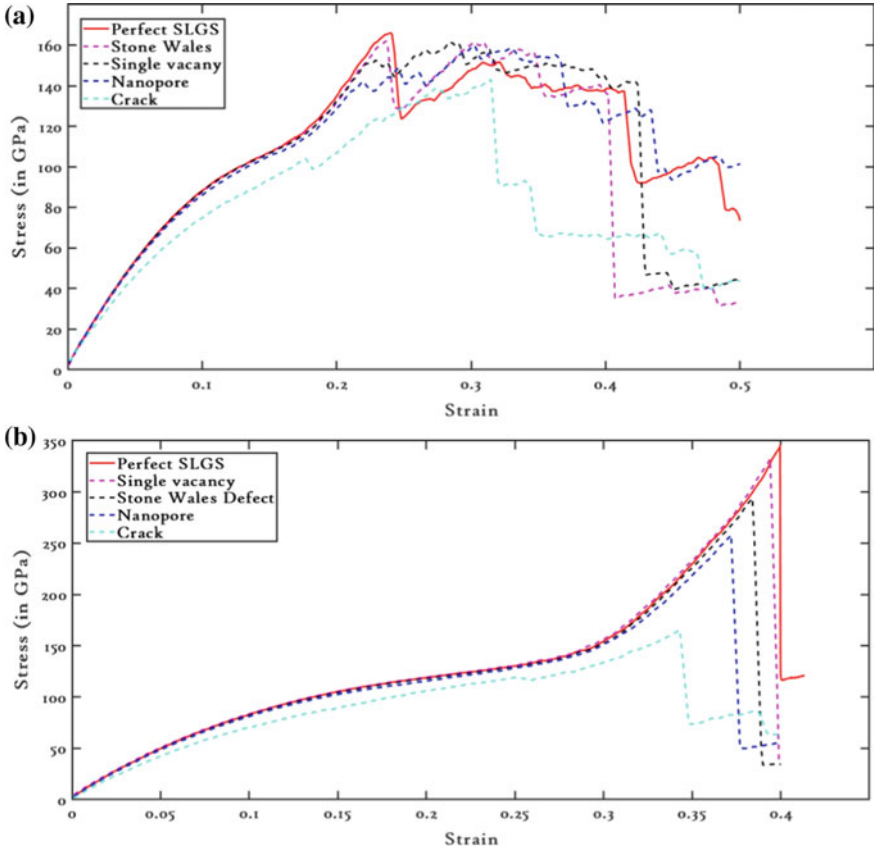 (a)
Perfect SLGS
Stone Wales
Single vacany
Nanopore
Crack
160
140
120
100
80
60
40
20
0
Stress (in GPa)
0 0.1 0.2 0.3 0.4 0.5
Strain
(b)
Perfect SLGS
Single vacancy
Stone Wales Defect
Nanopore
Crack
350
300
250
200
150
100
50
0
Stress (in GPa)
0 0.05 0.1 0.15 0.2 0.25 0.3 0.35 0.4
Strain